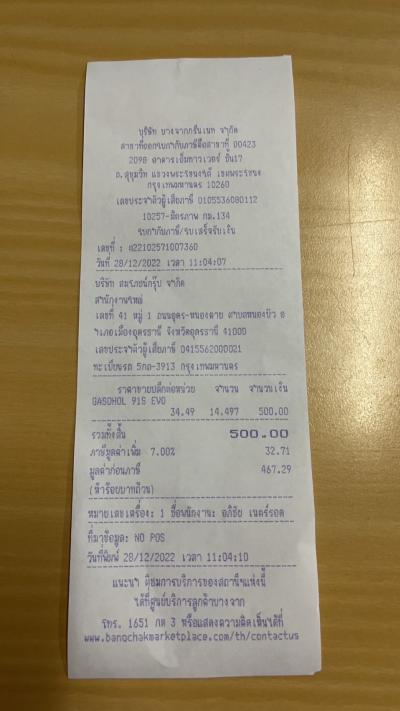 บริษัท บางจากกรีนเนท จำกัด
สาขาที่ออกใบกำกับภาษีคือสาขาที่ 00423
2098 อาคารเอ็มทาวเวอร์ ชั้น17
ถ.สุขุมวิท แขวงพระโขนงใต้ เขตพระโขนง
กรุงเทพมหานคร 10260
เลขประจำตัวผู้เสียภาษี 0105536080112
10257-มิตรภาพ กม.134
ใบกำกับภาษี/ใบเสร็จรับเงิน
เลขที่ : #22102571007360
วันที่ 28/12/2022 เวลา 11:04:07
บริษัท สมโภชน์กรุ๊ป จำกัด
สำนักงานใหญ่
เลขที่ 41 หมู่ 1 ถนนอุดร-หนองคาย ตำบลหนองบัว อ
ำเภอเมืองอุดรธานี จังหวัดอุดรธานี 41000
เลขประจำตัวผู้เสียภาษี 0415562000021
ทะเบียนรถ 5กถ-3913 กรุงเทพมหานคร
ราคาขายปลีกต่อหน่วย จำนวน จำนวนเงิน
GASOHOL 91S EVO
34.49 14.497 500.00
รวมทั้งสิ้น 500.00
ภาษีมูลค่าเพิ่ม 7.00% 32.71
มูลค่าก่อนภาษี 467.29
(ห้าร้อยบาทถ้วน)
หมายเลขเครื่อง: 1 ชื่อพนักงาน: อภิชัย เนตร์รอด
ที่มาข้อมูล: NO POS
วันที่พิมพ์ 28/12/2022 เวลา 11:04:10
แนะนำ ติชมการบริการของสถานีฯแห่งนี้
ได้ที่ศูนย์บริการลูกค้าบางจาก
โทร. 1651 กด 3 หรือแสดงความคิดเห็นได้ที่
www.bangchakmarketplace.com/th/contactus